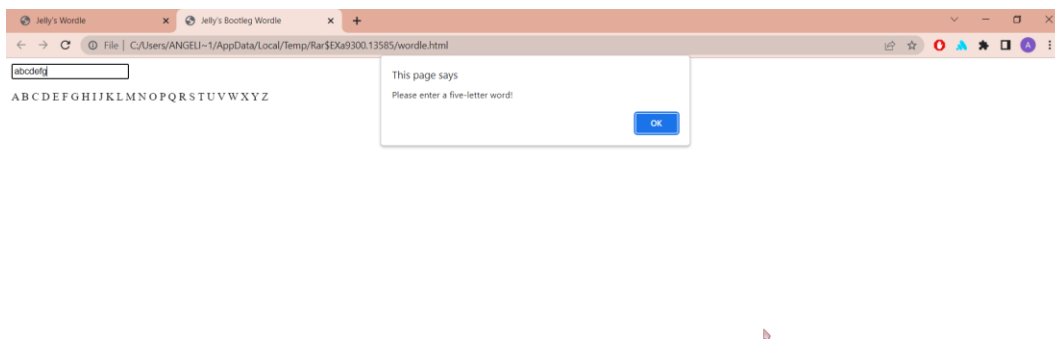 Jelly's Wordle
Jelly's Bootleg Wordle
File | C:/Users/ANGELI~1/AppData/Local/Temp/Rar$EXa9300.13585/wordle.html
A
abcdefg
A B C D E F G H I J K L M N O P Q R S T U V W X Y Z
This page says
Please enter a five-letter word!
OK